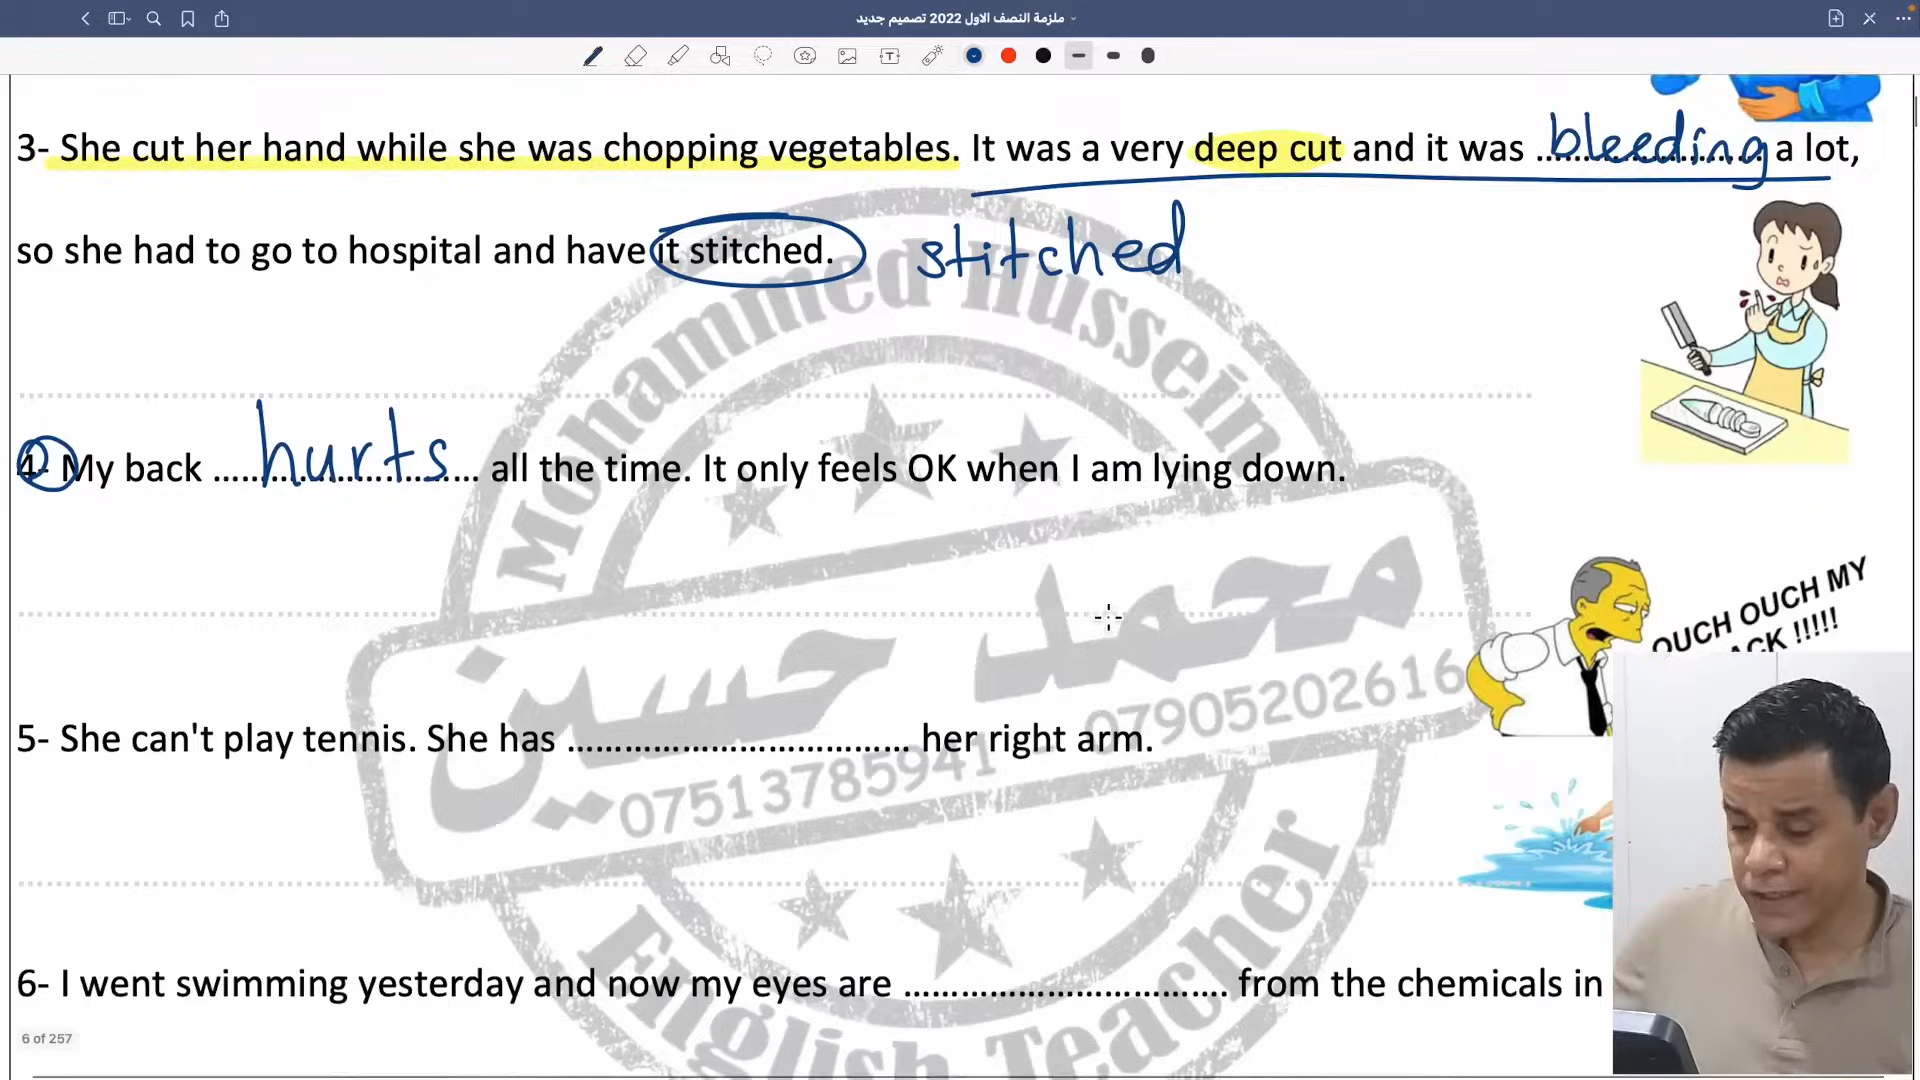 ملزمة النصف الاول 2022 تصميم جديد
3- She cut her hand while she was chopping vegetables. It was a very deep cut and it was ........bleeding........ a lot,
so she had to go to hospital and have it stitched. stitched
4- My back ........hurts........ all the time. It only feels OK when I am lying down.
OUCH OUCH MY
ACK !!!!!
5- She can't play tennis. She has .................................... her right arm.
6- I went swimming yesterday and now my eyes are .................................. from the chemicals in
Mohammed Hussein
محمد حسين
07513785941 07905202616
English Teacher
6 of 257